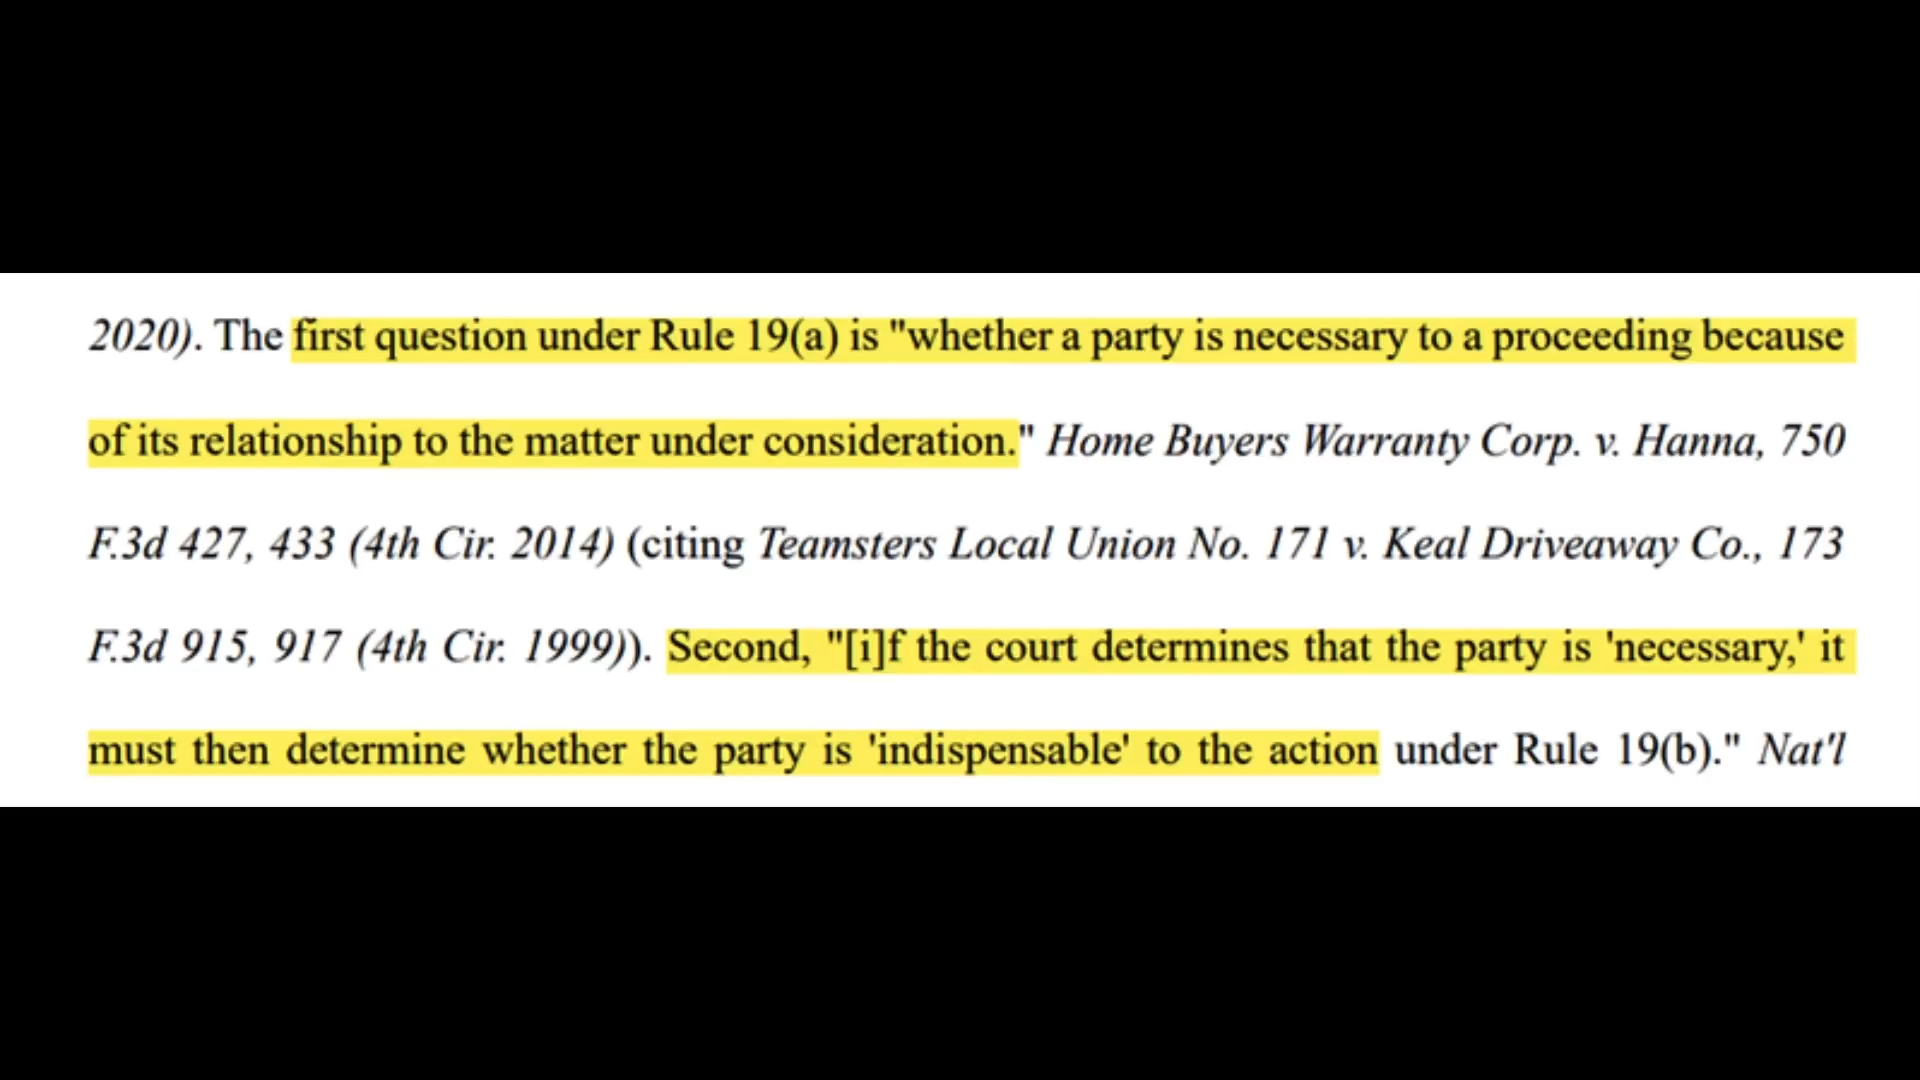 2020). The first question under Rule 19(a) is "whether a party is necessary to a proceeding because
of its relationship to the matter under consideration." Home Buyers Warranty Corp. v. Hanna, 750
F.3d 427, 433 (4th Cir. 2014) (citing Teamsters Local Union No. 171 v. Keal Driveaway Co., 173
F.3d 915, 917 (4th Cir. 1999)). Second, "[i]f the court determines that the party is 'necessary,' it
must then determine whether the party is 'indispensable' to the action under Rule 19(b)." Nat'l